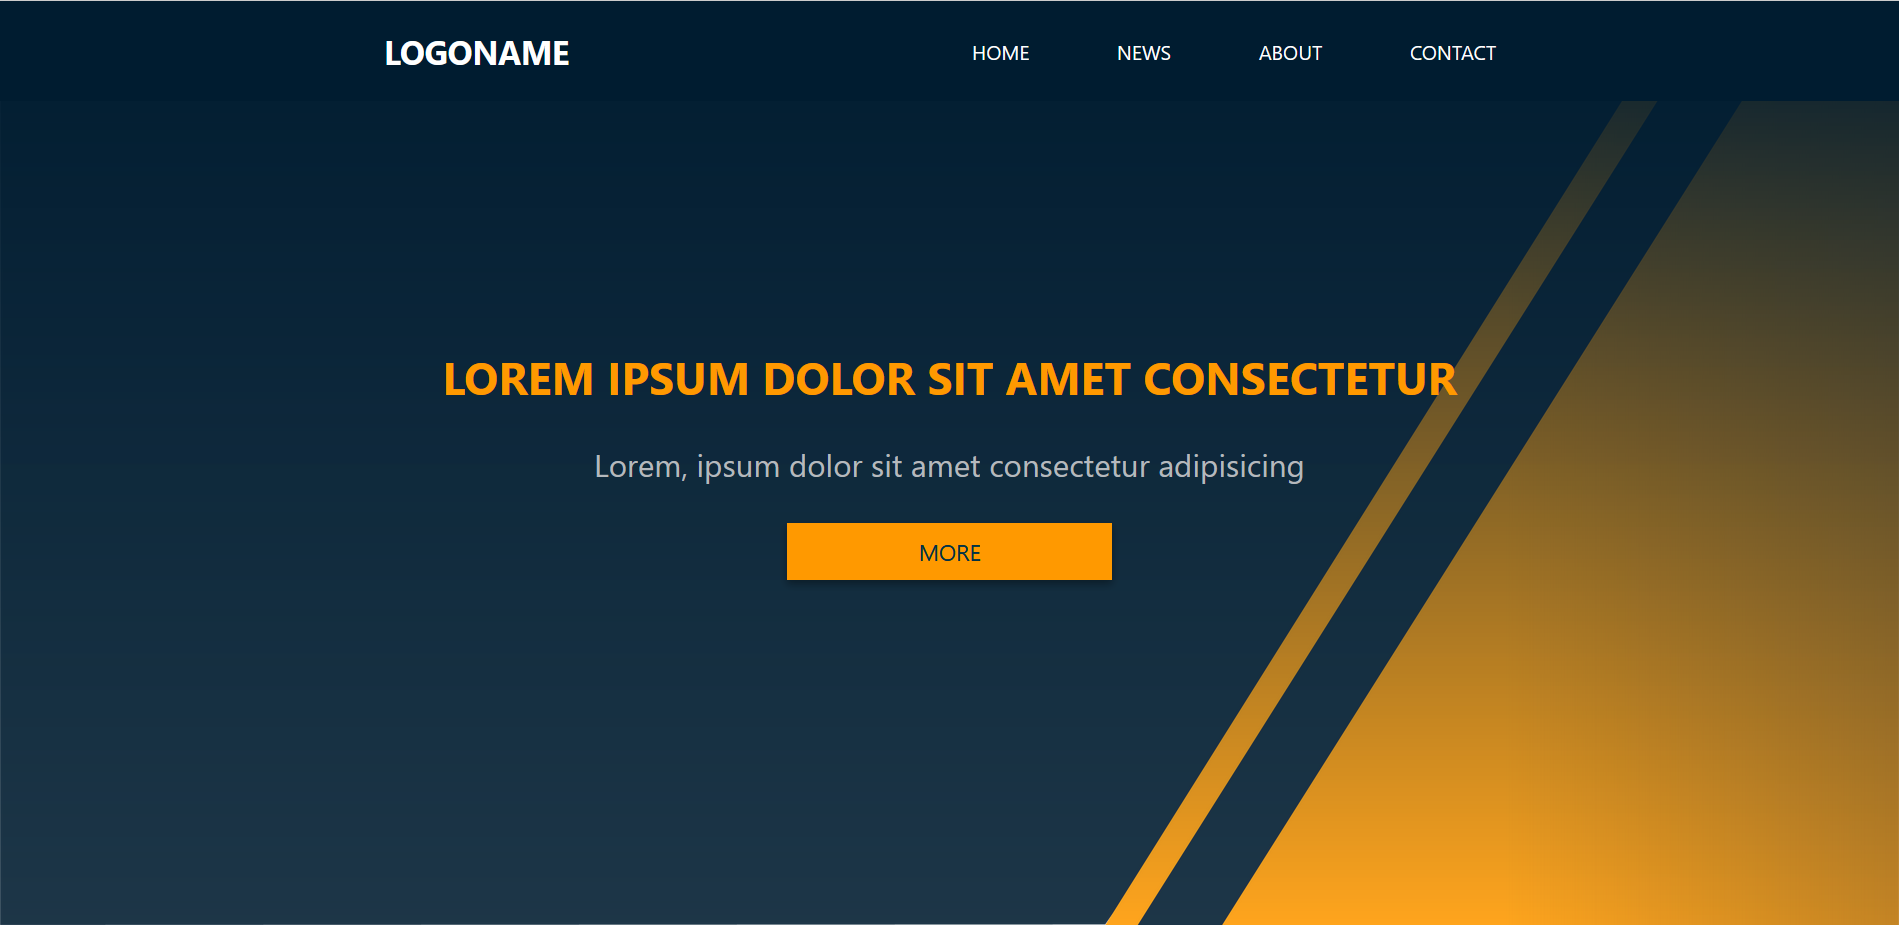 LOGONAME HOME NEWS ABOUT CONTACT
LOREM IPSUM DOLOR SIT AMET CONSECTETUR
Lorem, ipsum dolor sit amet consectetur adipisicing
MORE